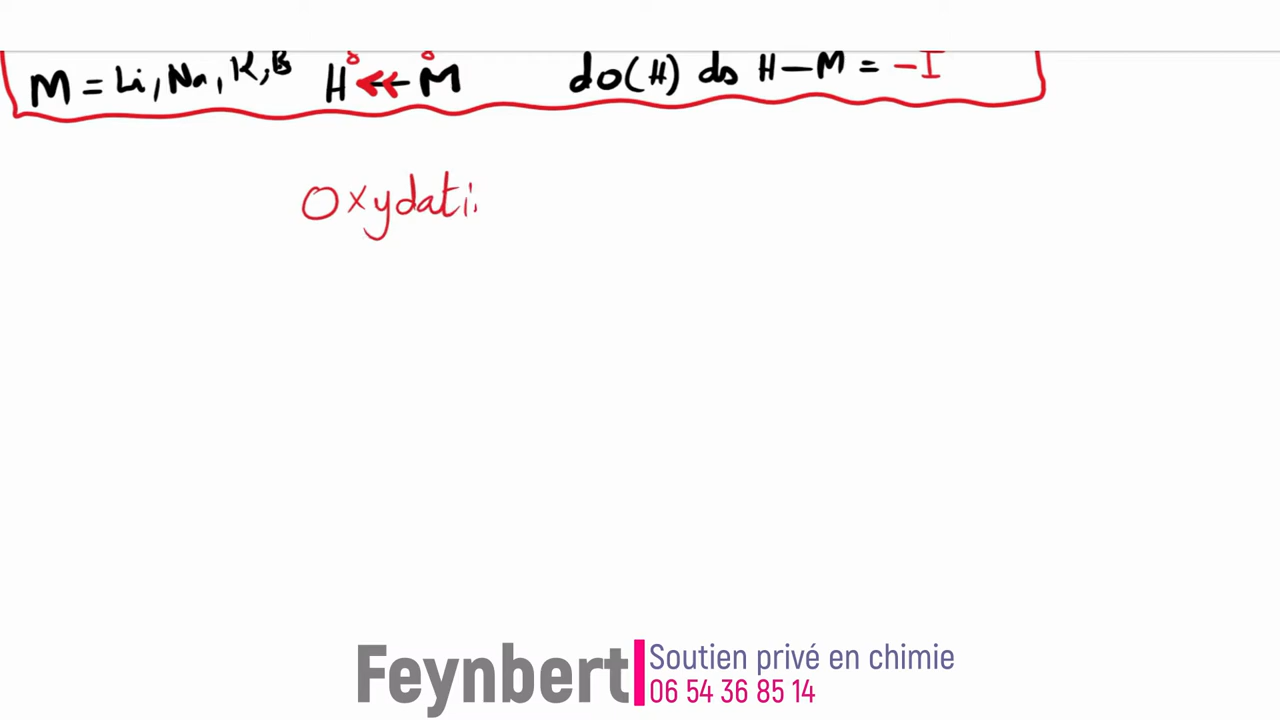 M = Li, Na, K, B H M do(H) ds H—M = -I
Oxydati
Feynbert
Soutien privé en chimie
06 54 36 85 14